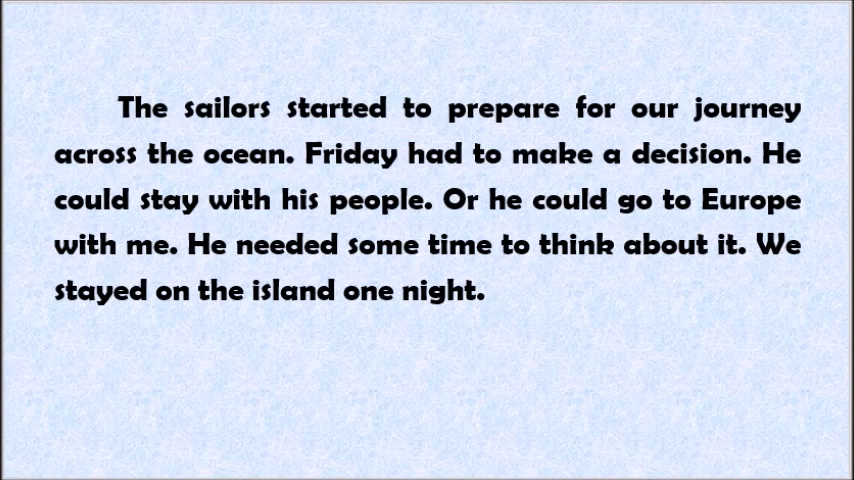 The sailors started to prepare for our journey
across the ocean. Friday had to make a decision. He
could stay with his people. Or he could go to Europe
with me. He needed some time to think about it. We
stayed on the island one night.